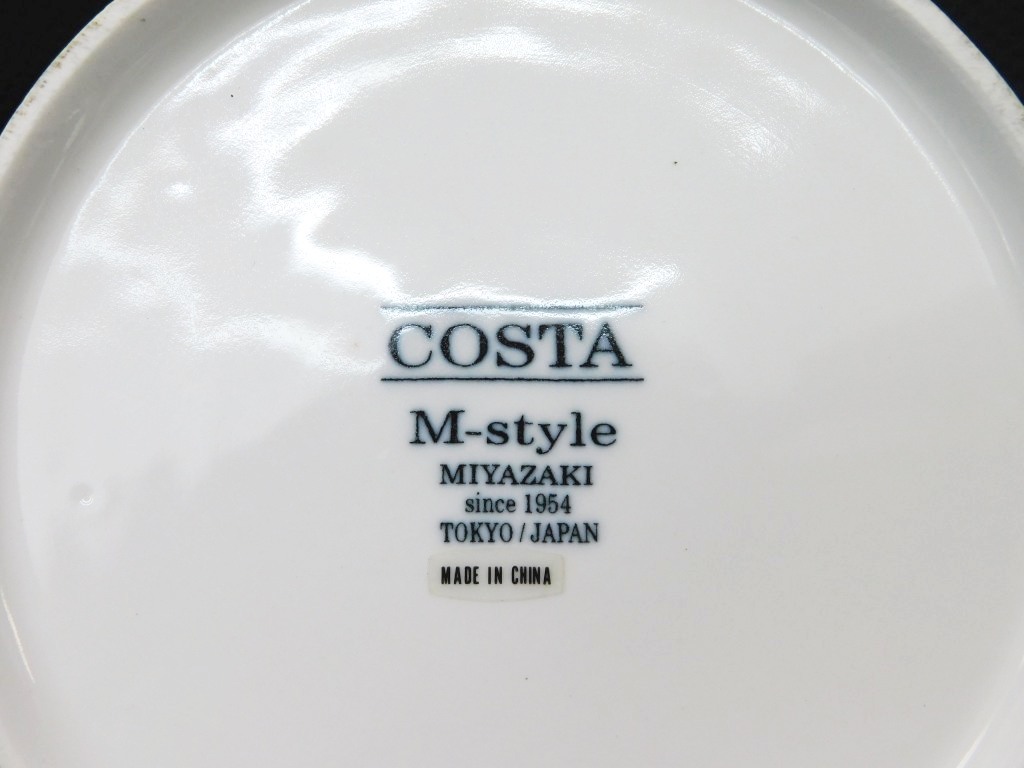 COSTA
M-style
MIYAZAKI
since 1954
TOKYO / JAPAN
MADE IN CHINA